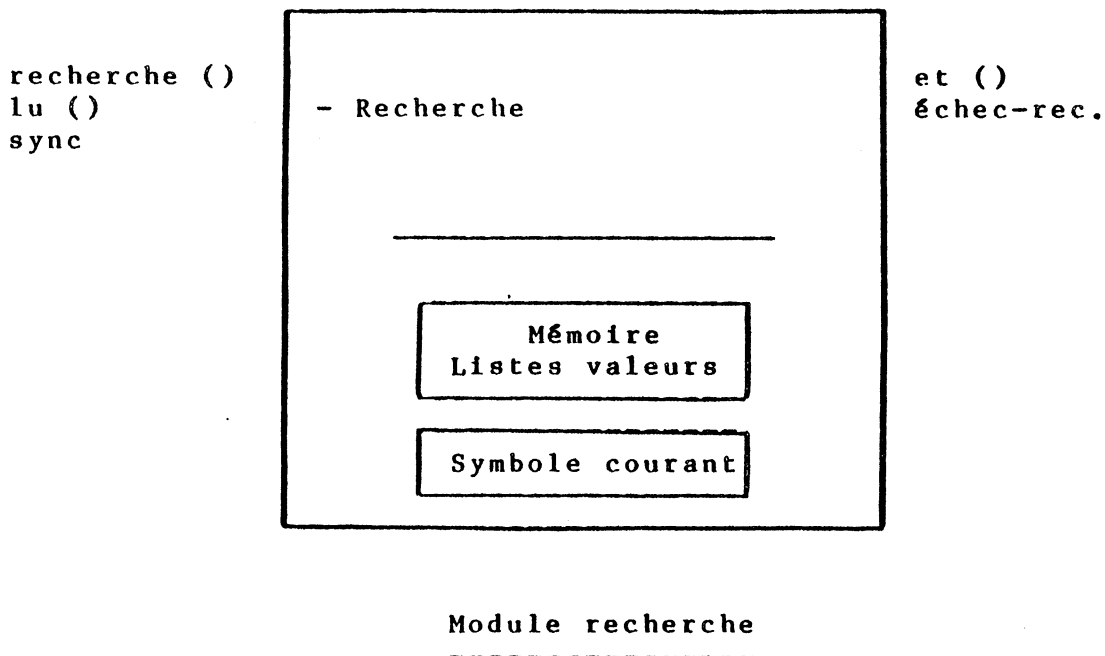 recherche ()
lu ()
sync
- Recherche
et ()
échec-rec.
Mémoire
Listes valeurs
Symbole courant
Module recherche